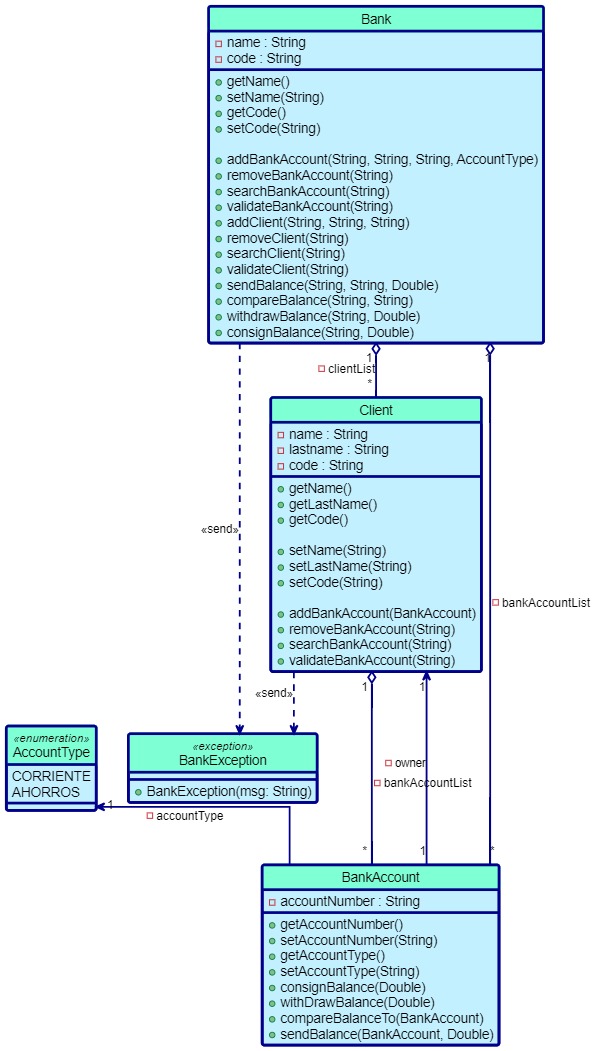 Bank
name : String
code : String
getName()
setName(String)
getCode()
setCode(String)
addBankAccount(String, String, String, AccountType)
removeBankAccount(String)
searchBankAccount(String)
validateBankAccount(String)
addClient(String, String, String)
removeClient(String)
searchClient(String)
validateClient(String)
sendBalance(String, String, Double)
compareBalance(String, String)
withdrawBalance(String, Double)
consignBalance(String, Double)
1
1
clientList
*
Client
name : String
lastname : String
code : String
getName()
getLastName()
getCode()
setName(String)
setLastName(String)
setCode(String)
addBankAccount(BankAccount)
removeBankAccount(String)
searchBankAccount(String)
validateBankAccount(String)
«send»
bankAccountList
1
1
«send»
«enumeration»
AccountType
CORRIENTE
AHORROS
«exception»
BankException
BankException(msg: String)
owner
bankAccountList
1
accountType
*
1
*
BankAccount
accountNumber : String
getAccountNumber()
setAccountNumber(String)
getAccountType()
setAccountType(String)
consignBalance(Double)
withDrawBalance(Double)
compareBalanceTo(BankAccount)
sendBalance(BankAccount, Double)